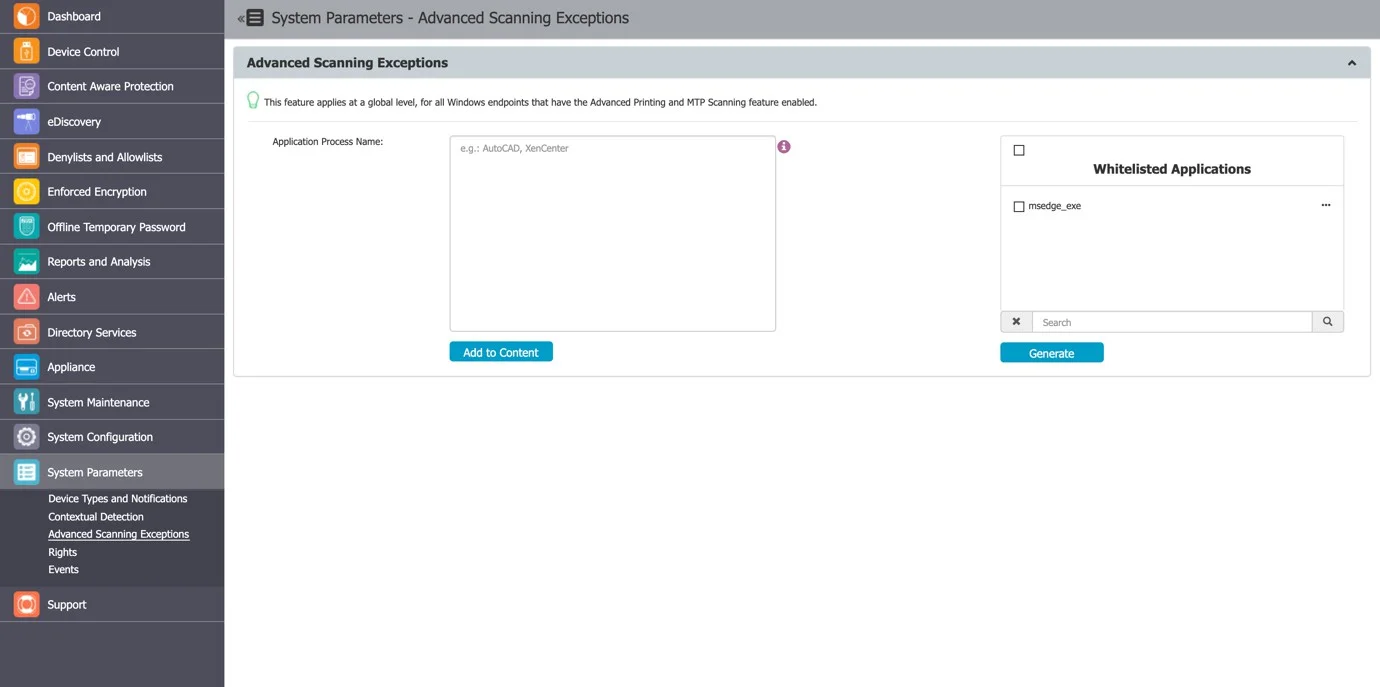 Dashboard
Device Control
Content Aware Protection
eDiscovery
Denylists and Allowlists
Enforced Encryption
Offline Temporary Password
Reports and Analysis
Alerts
Directory Services
Appliance
System Maintenance
System Configuration
System Parameters
Device Types and Notifications
Contextual Detection
Advanced Scanning Exceptions
Rights
Events
Support
System Parameters - Advanced Scanning Exceptions
Advanced Scanning Exceptions
This feature applies at a global level, for all Windows endpoints that have the Advanced Printing and MTP Scanning feature enabled.
Application Process Name:
e.g.: AutoCAD, XenCenter
Add to Content
Whitelisted Applications
msedge_exe
Search
Generate